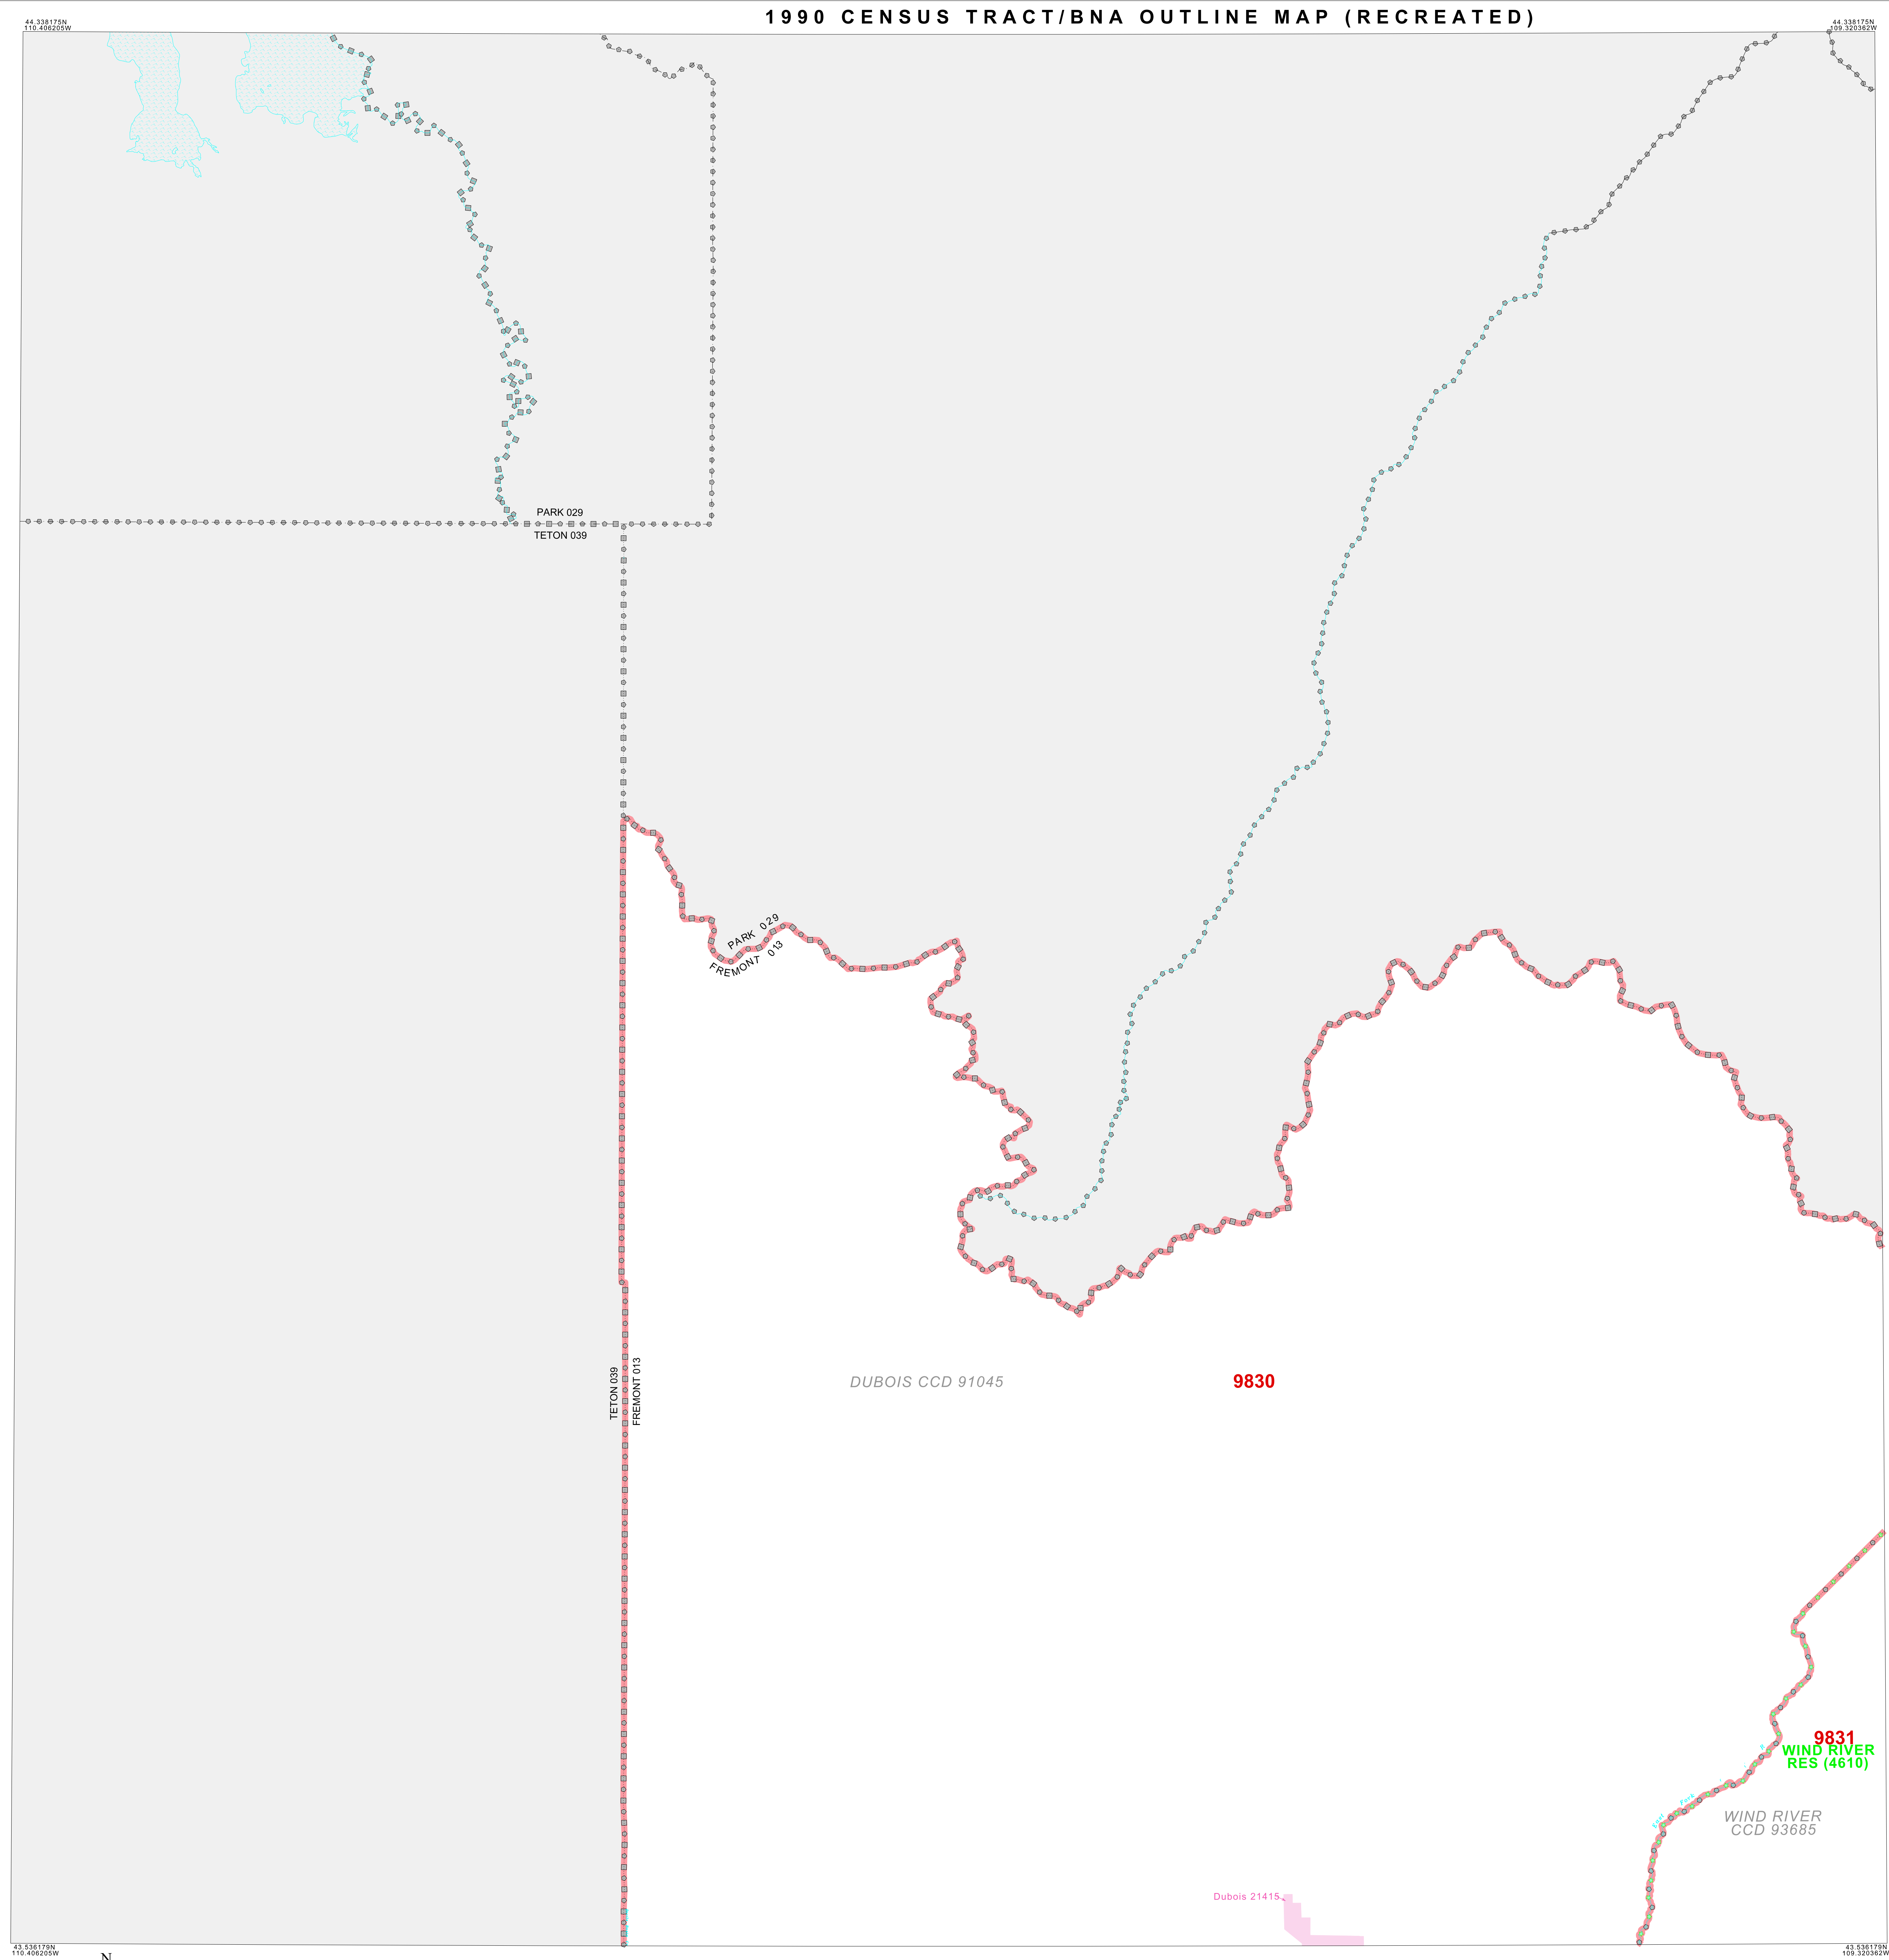 1990 CENSUS TRACT/BNA OUTLINE MAP (RECREATED)
44.338175N
110.406205W
44.338175N
109.320362W
PARK 029
TETON 039
PARK 029
FREMONT 013
TETON 039
FREMONT 013
DUBOIS CCD 91045
9830
9831
WIND RIVER
RES (4610)
East Fork
WIND RIVER
CCD 93685
Dubois 21415
43.536179N
110.406205W
N
43.536179N
109.320362W